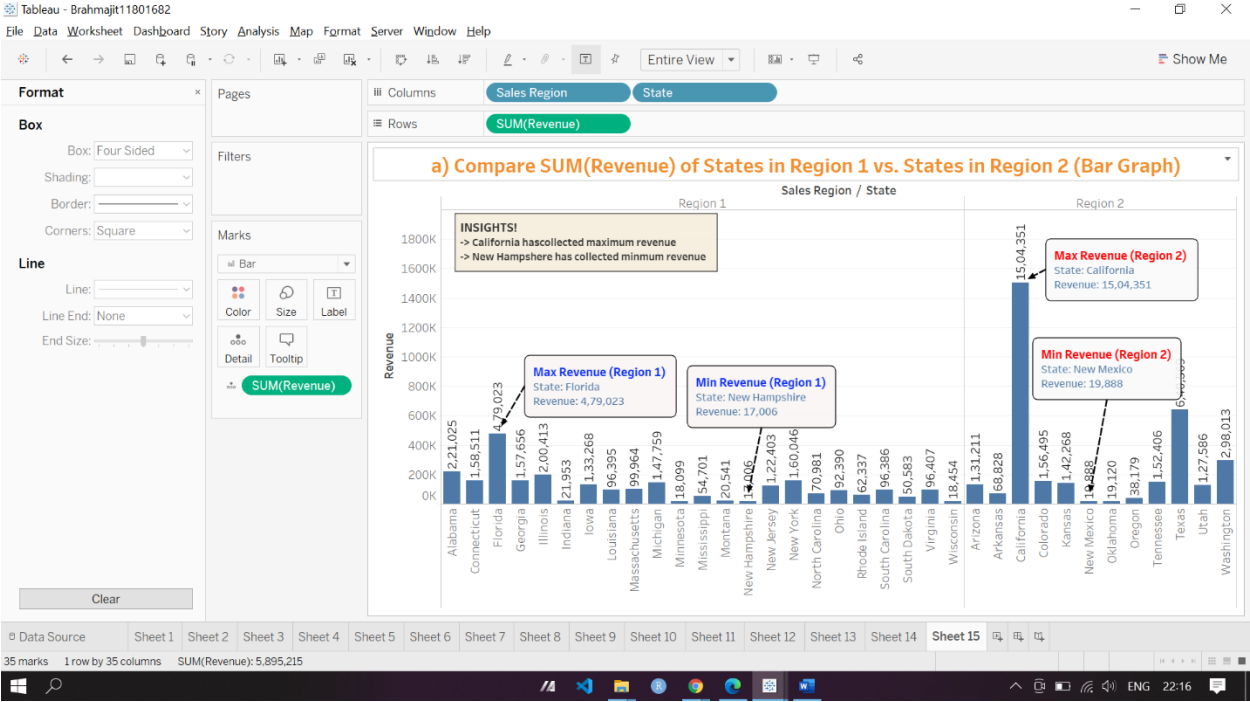 Tableau - Brahmajit11801682
File Data Worksheet Dashboard Story Analysis Map Format Server Window Help
Entire View
Show Me
Format
Box
Box: Four Sided
Shading:
Border:
Corners: Square
Line
Line:
Line End: None
End Size:
Clear
Pages
Filters
Marks
Bar
Color Size Label
Detail Tooltip
SUM(Revenue)
Columns Sales Region State
Rows SUM(Revenue)
a) Compare SUM(Revenue) of States in Region 1 vs. States in Region 2 (Bar Graph)
Sales Region / State
Region 1 Region 2
INSIGHTS!
-> California hascollected maximum revenue
-> New Hampshere has collected minmum revenue
Max Revenue (Region 2)
State: California
Revenue: 15,04,351
Min Revenue (Region 2)
State: New Mexico
Revenue: 19,888
Max Revenue (Region 1)
State: Florida
Revenue: 4,79,023
Min Revenue (Region 1)
State: New Hampshire
Revenue: 17,006
Revenue
1800K
1600K
1400K
1200K
1000K
800K
600K
400K
200K
0K
2,21,025
1,58,511
4,79,023
1,57,656
2,00,413
21,953
1,33,268
96,395
99,964
1,47,759
18,099
54,701
20,541
17,006
1,22,403
1,60,046
70,981
92,390
62,337
96,386
50,583
96,407
18,454
1,31,211
68,828
15,04,351
1,56,495
1,42,268
19,888
19,120
38,179
1,52,406
1,27,586
2,98,013
Alabama
Connecticut
Florida
Georgia
Illinois
Indiana
Iowa
Louisiana
Massachusetts
Michigan
Minnesota
Mississippi
Montana
New Hampshire
New Jersey
New York
North Carolina
Ohio
Rhode Island
South Carolina
South Dakota
Virginia
Wisconsin
Arizona
Arkansas
California
Colorado
Kansas
New Mexico
Oklahoma
Oregon
Tennessee
Texas
Utah
Washington
Data Source Sheet 1 Sheet 2 Sheet 3 Sheet 4 Sheet 5 Sheet 6 Sheet 7 Sheet 8 Sheet 9 Sheet 10 Sheet 11 Sheet 12 Sheet 13 Sheet 14 Sheet 15
35 marks 1 row by 35 columns SUM(Revenue): 5,895,215
ENG 22:16